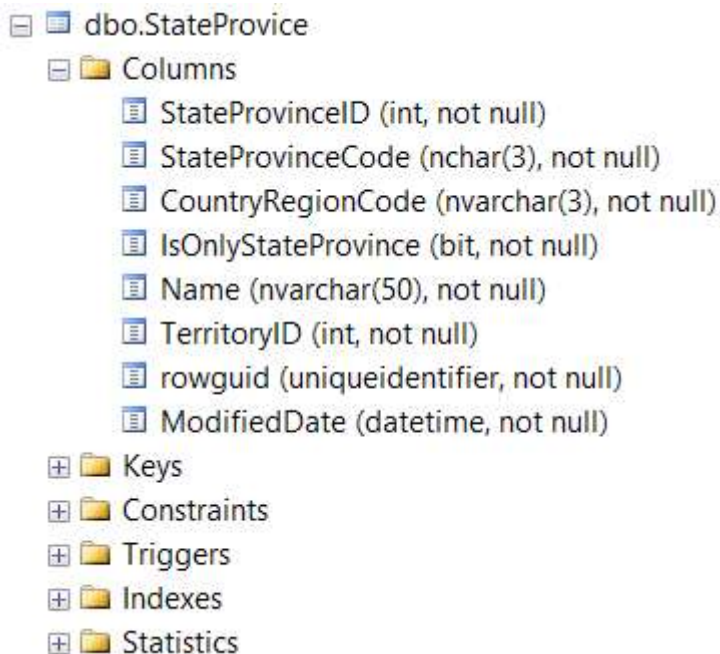 dbo.StateProvice
Columns
StateProvinceID (int, not null)
StateProvinceCode (nchar(3), not null)
CountryRegionCode (nvarchar(3), not null)
IsOnlyStateProvince (bit, not null)
Name (nvarchar(50), not null)
TerritoryID (int, not null)
rowguid (uniqueidentifier, not null)
ModifiedDate (datetime, not null)
Keys
Constraints
Triggers
Indexes
Statistics